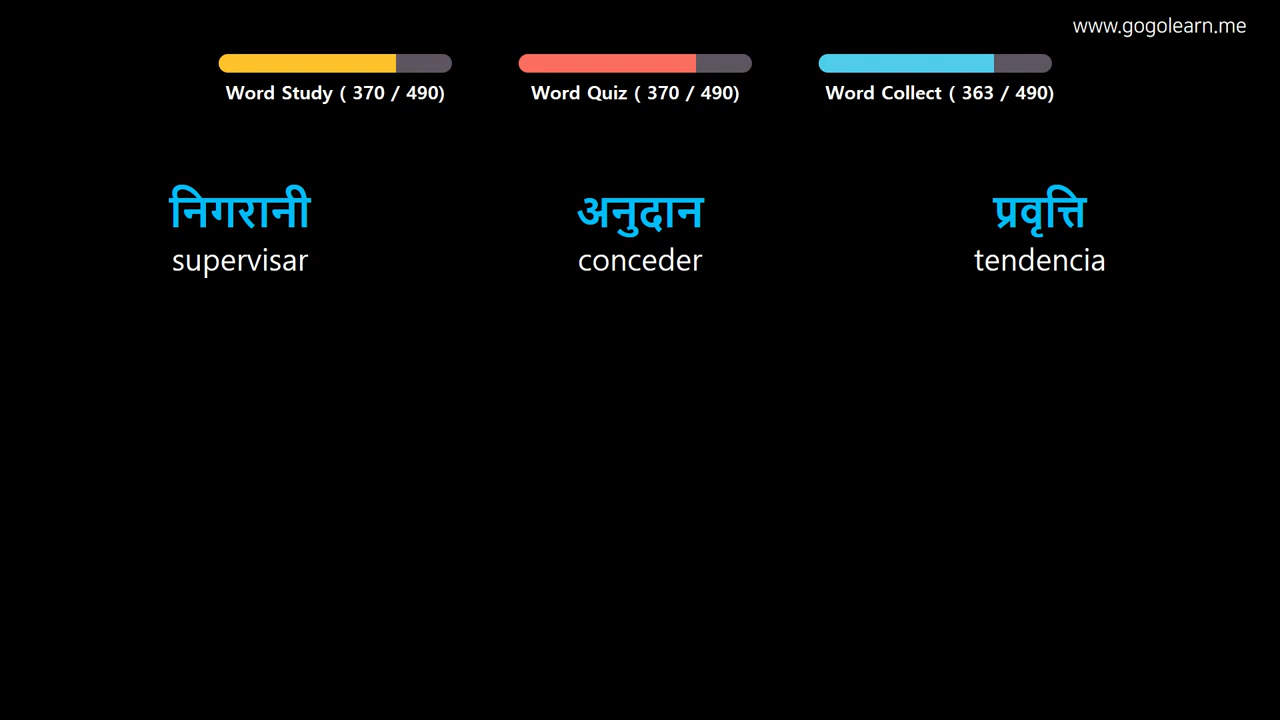 www.gogolearn.me
Word Study ( 370 / 490)
Word Quiz ( 370 / 490)
Word Collect ( 363 / 490)
निगरानी
supervisar
अनुदान
conceder
प्रवृत्ति
tendencia